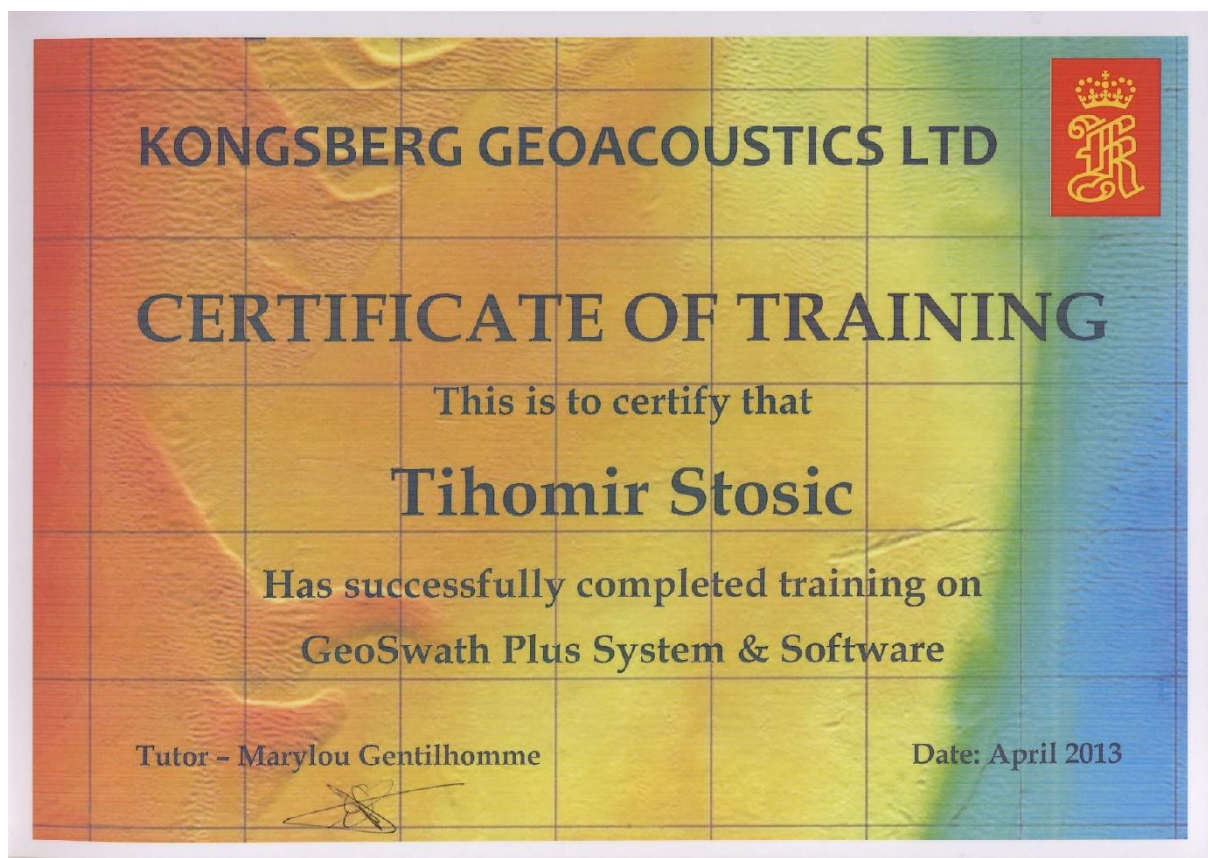 KONGSBERG GEOACOUSTICS LTD
CERTIFICATE OF TRAINING
This is to certify that
Tihomir Stosic
Has successfully completed training on
GeoSwath Plus System & Software
Tutor – Marylou Gentilhomme
Date: April 2013